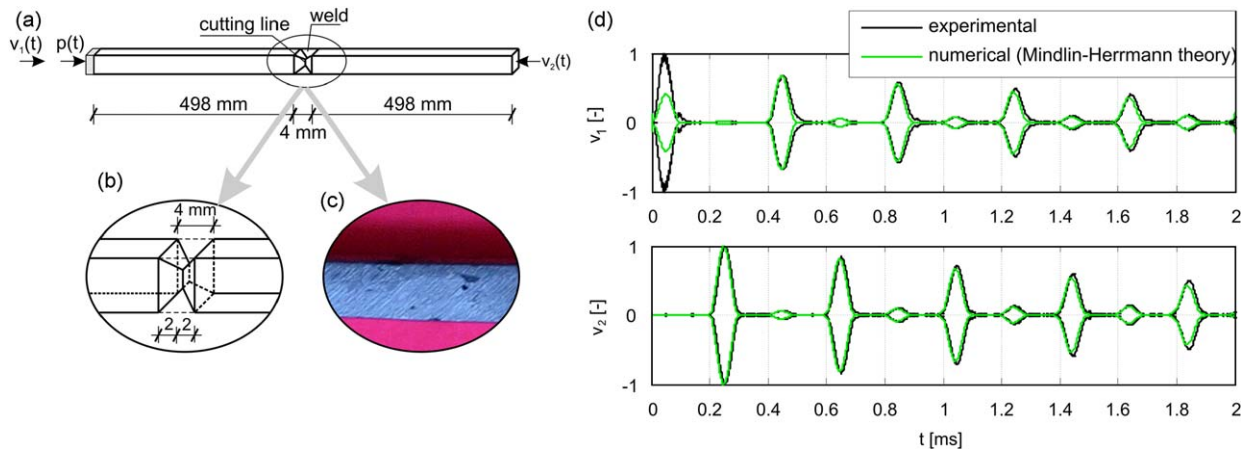 (a)
cutting line
weld
v1(t)
p(t)
v2(t)
498 mm
4 mm
498 mm
(b)
4 mm
2 2
(c)
(d)
experimental
numerical (Mindlin-Herrmann theory)
v1 [-]
1
0
-1
0 0.2 0.4 0.6 0.8 1 1.2 1.4 1.6 1.8 2
v2 [-]
1
0
-1
0 0.2 0.4 0.6 0.8 1 1.2 1.4 1.6 1.8 2
t [ms]